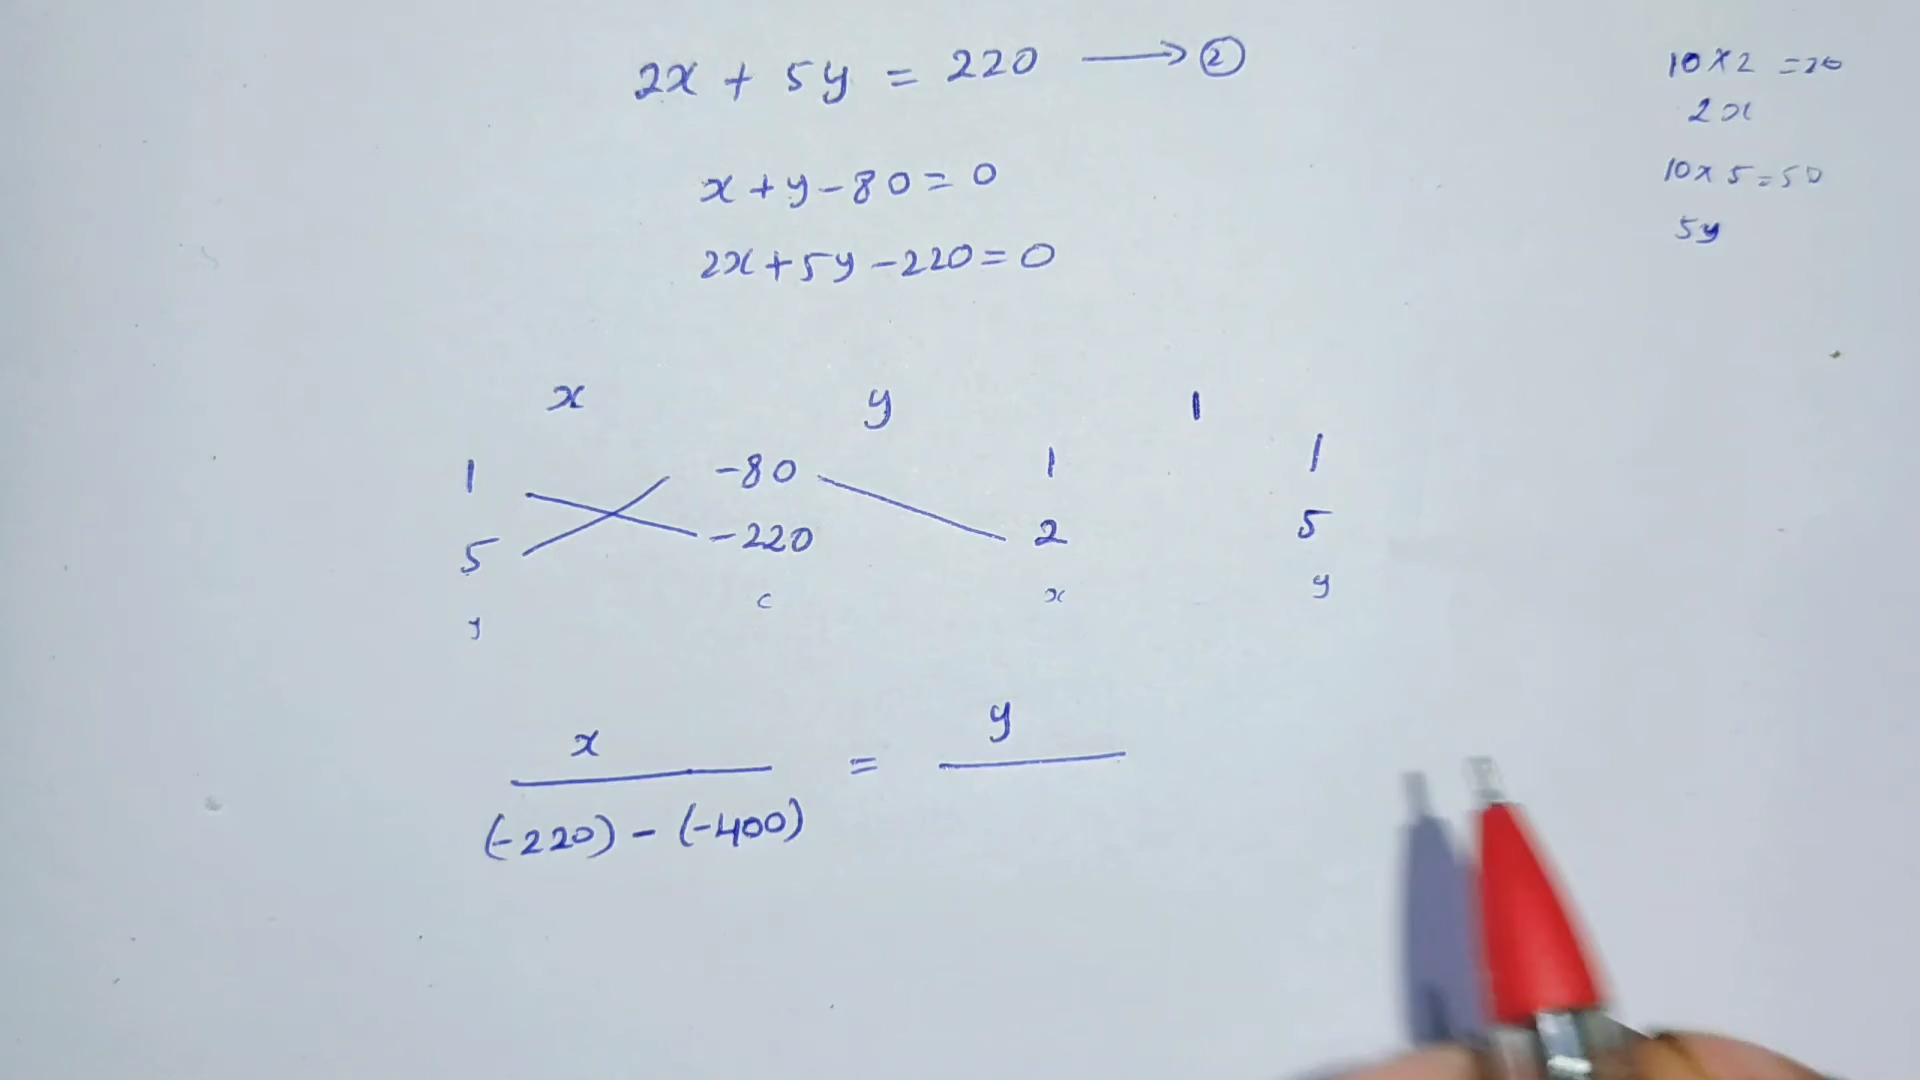 2x + 5y = 220 ⟶ ②
x + y - 80 = 0
2x + 5y - 220 = 0
10 x 2 = 20
2x
10 x 5 = 50
5y
x y 1
1 -80 1 1
5 -220 2 5
y c x y
x = y
(-220) - (-400)